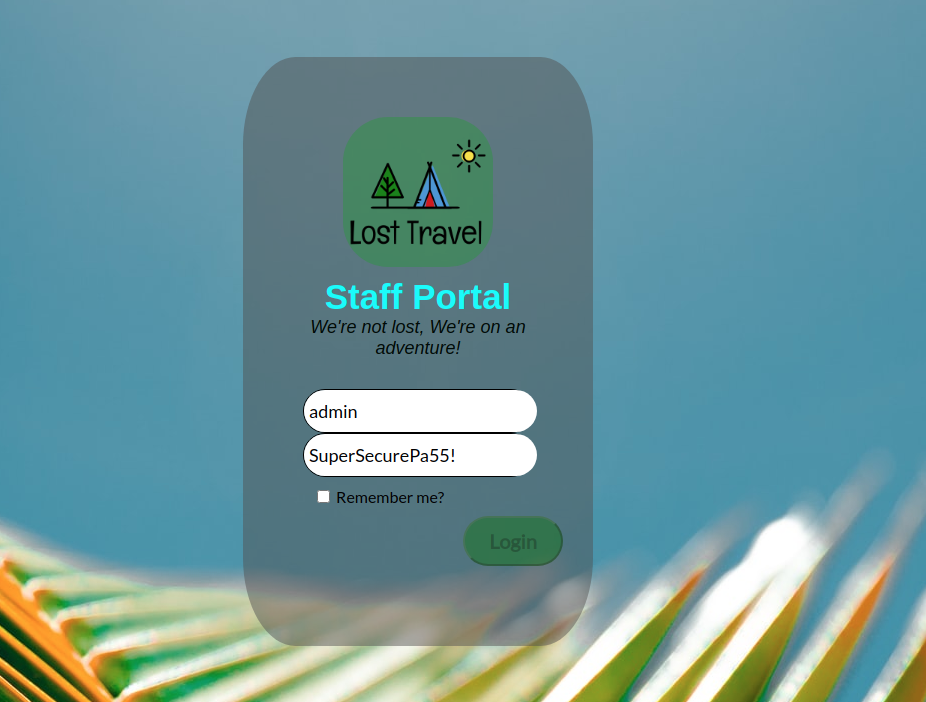 Lost Travel
Staff Portal
We're not lost, We're on an
adventure!
admin
SuperSecurePa55!
Remember me?
Login